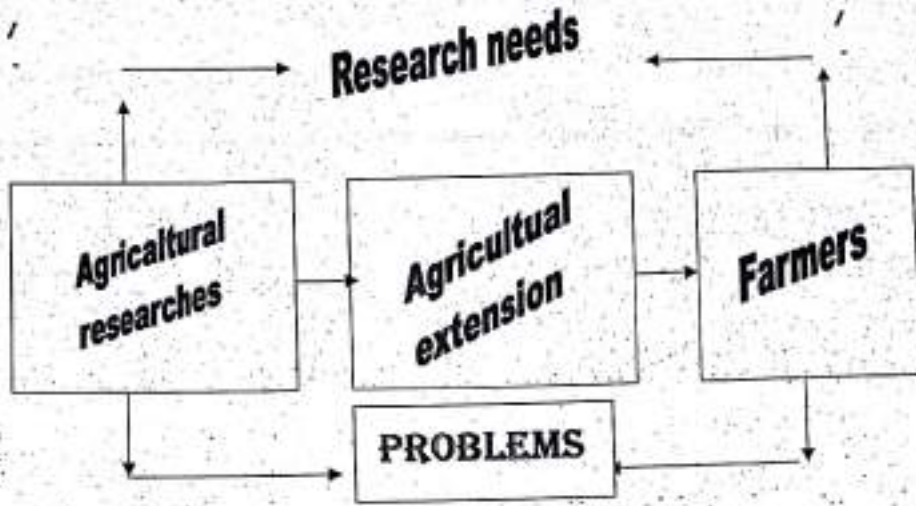 Research needs
Agricaltural
researches
Agricultual
extension
Farmers
PROBLEMS